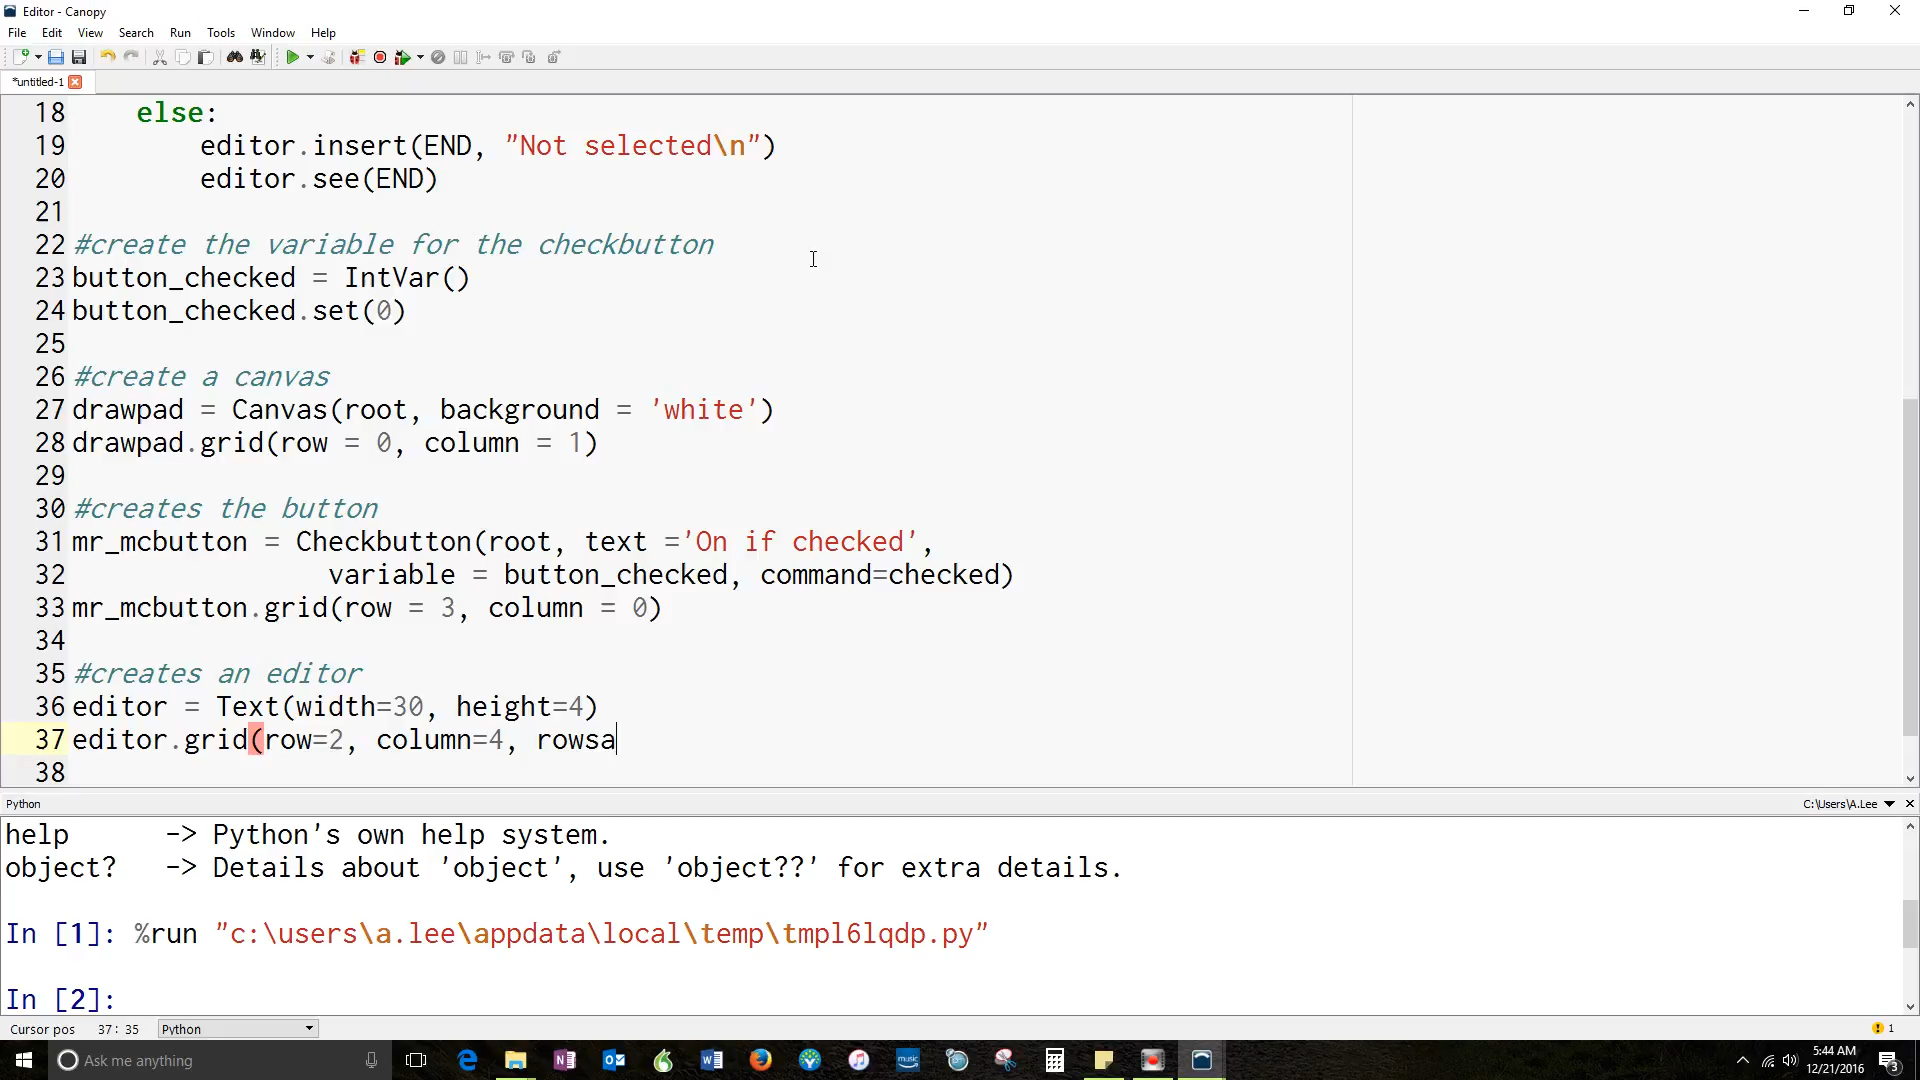 Editor - Canopy
File Edit View Search Run Tools Window Help
*untitled-1
18 else:
19 editor.insert(END, "Not selected\n")
20 editor.see(END)
21
22 #create the variable for the checkbutton
23 button_checked = IntVar()
24 button_checked.set(0)
25
26 #create a canvas
27 drawpad = Canvas(root, background = 'white')
28 drawpad.grid(row = 0, column = 1)
29
30 #creates the button
31 mr_mcbutton = Checkbutton(root, text ='On if checked',
32 variable = button_checked, command=checked)
33 mr_mcbutton.grid(row = 3, column = 0)
34
35 #creates an editor
36 editor = Text(width=30, height=4)
37 editor.grid(row=2, column=4, rowsa
38
Python C:\Users\A.Lee
help -> Python's own help system.
object? -> Details about 'object', use 'object??' for extra details.
In [1]: %run "c:\users\a.lee\appdata\local\temp\tmpl6lqdp.py"
In [2]:
Cursor pos 37: 35 Python 1
Ask me anything
music
5:44 AM
12/21/2016
3